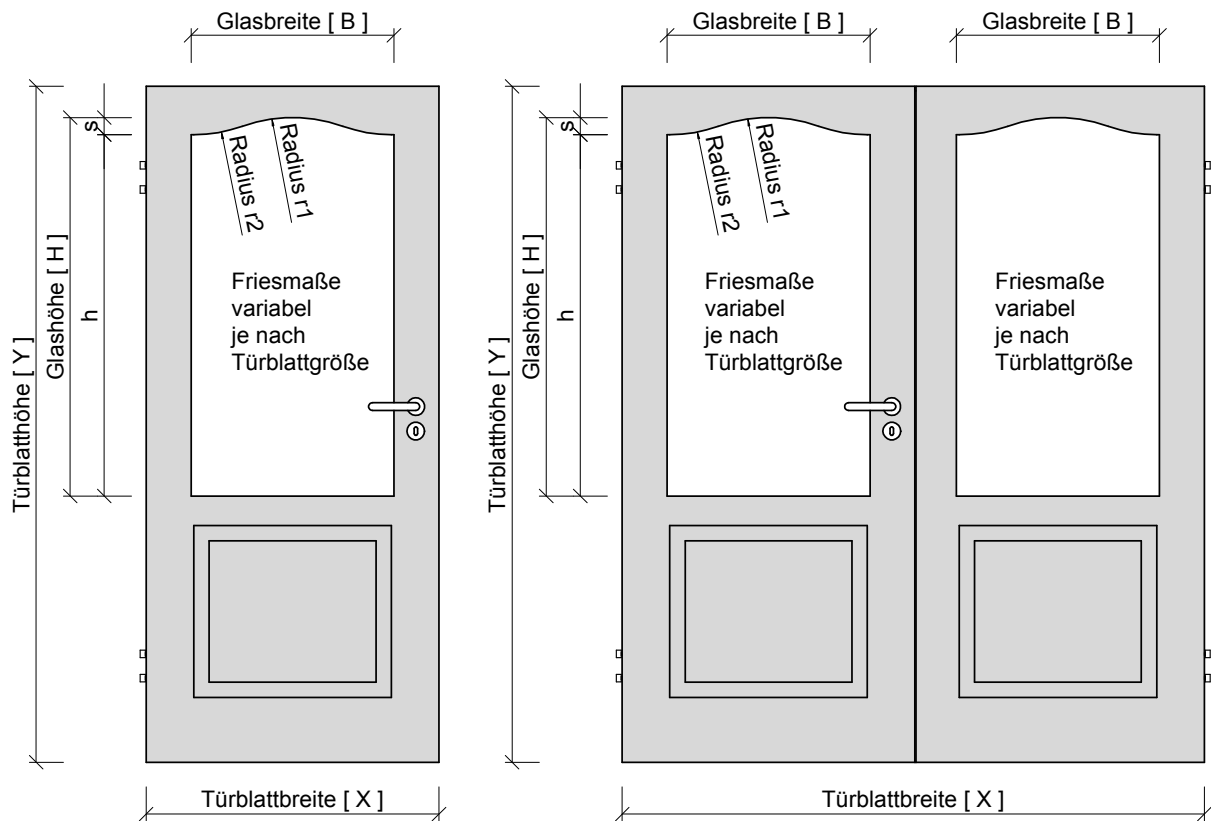 Glasbreite [ B ]
Glasbreite [ B ]
Glasbreite [ B ]
s
Radius r1
Radius r2
Glashöhe [ H ]
h
Türblatthöhe [ Y ]
Friesmaße
variabel
je nach
Türblattgröße
Türblattbreite [ X ]
s
Radius r1
Radius r2
Glashöhe [ H ]
h
Türblatthöhe [ Y ]
Friesmaße
variabel
je nach
Türblattgröße
Friesmaße
variabel
je nach
Türblattgröße
Türblattbreite [ X ]